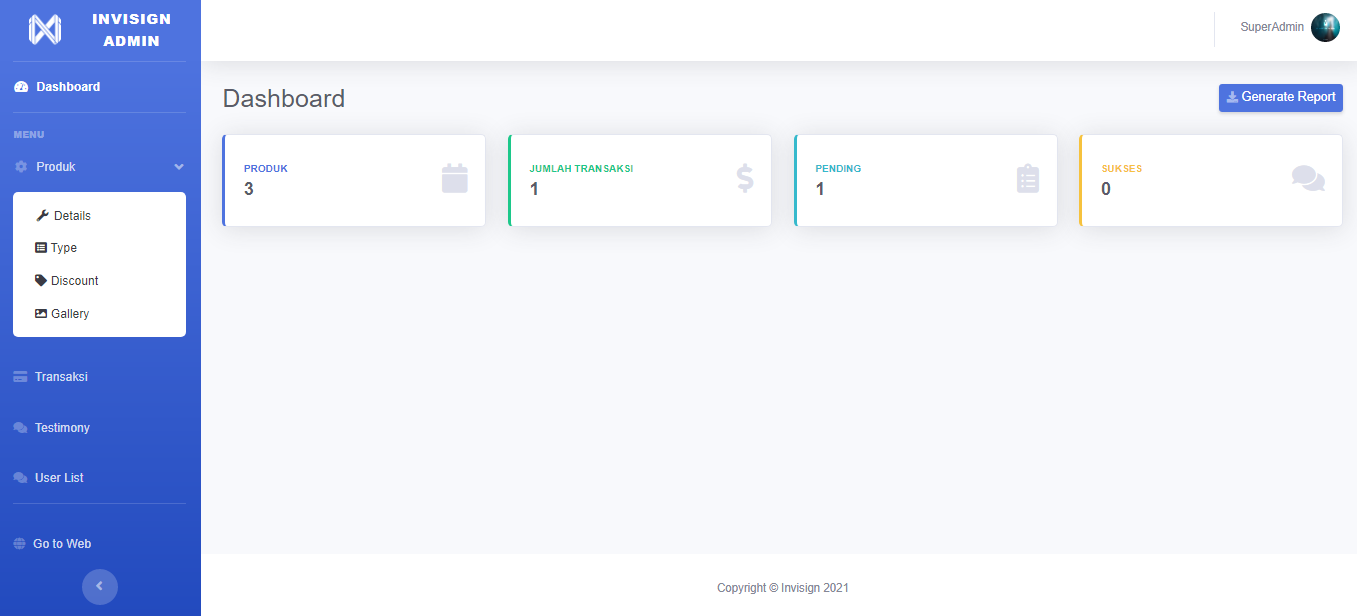 INVISIGN
ADMIN
SuperAdmin
Dashboard
MENU
Produk
Details
Type
Discount
Gallery
Transaksi
Testimony
User List
Go to Web
Dashboard
Generate Report
PRODUK
3
JUMLAH TRANSAKSI
1
PENDING
1
SUKSES
0
Copyright © Invisign 2021